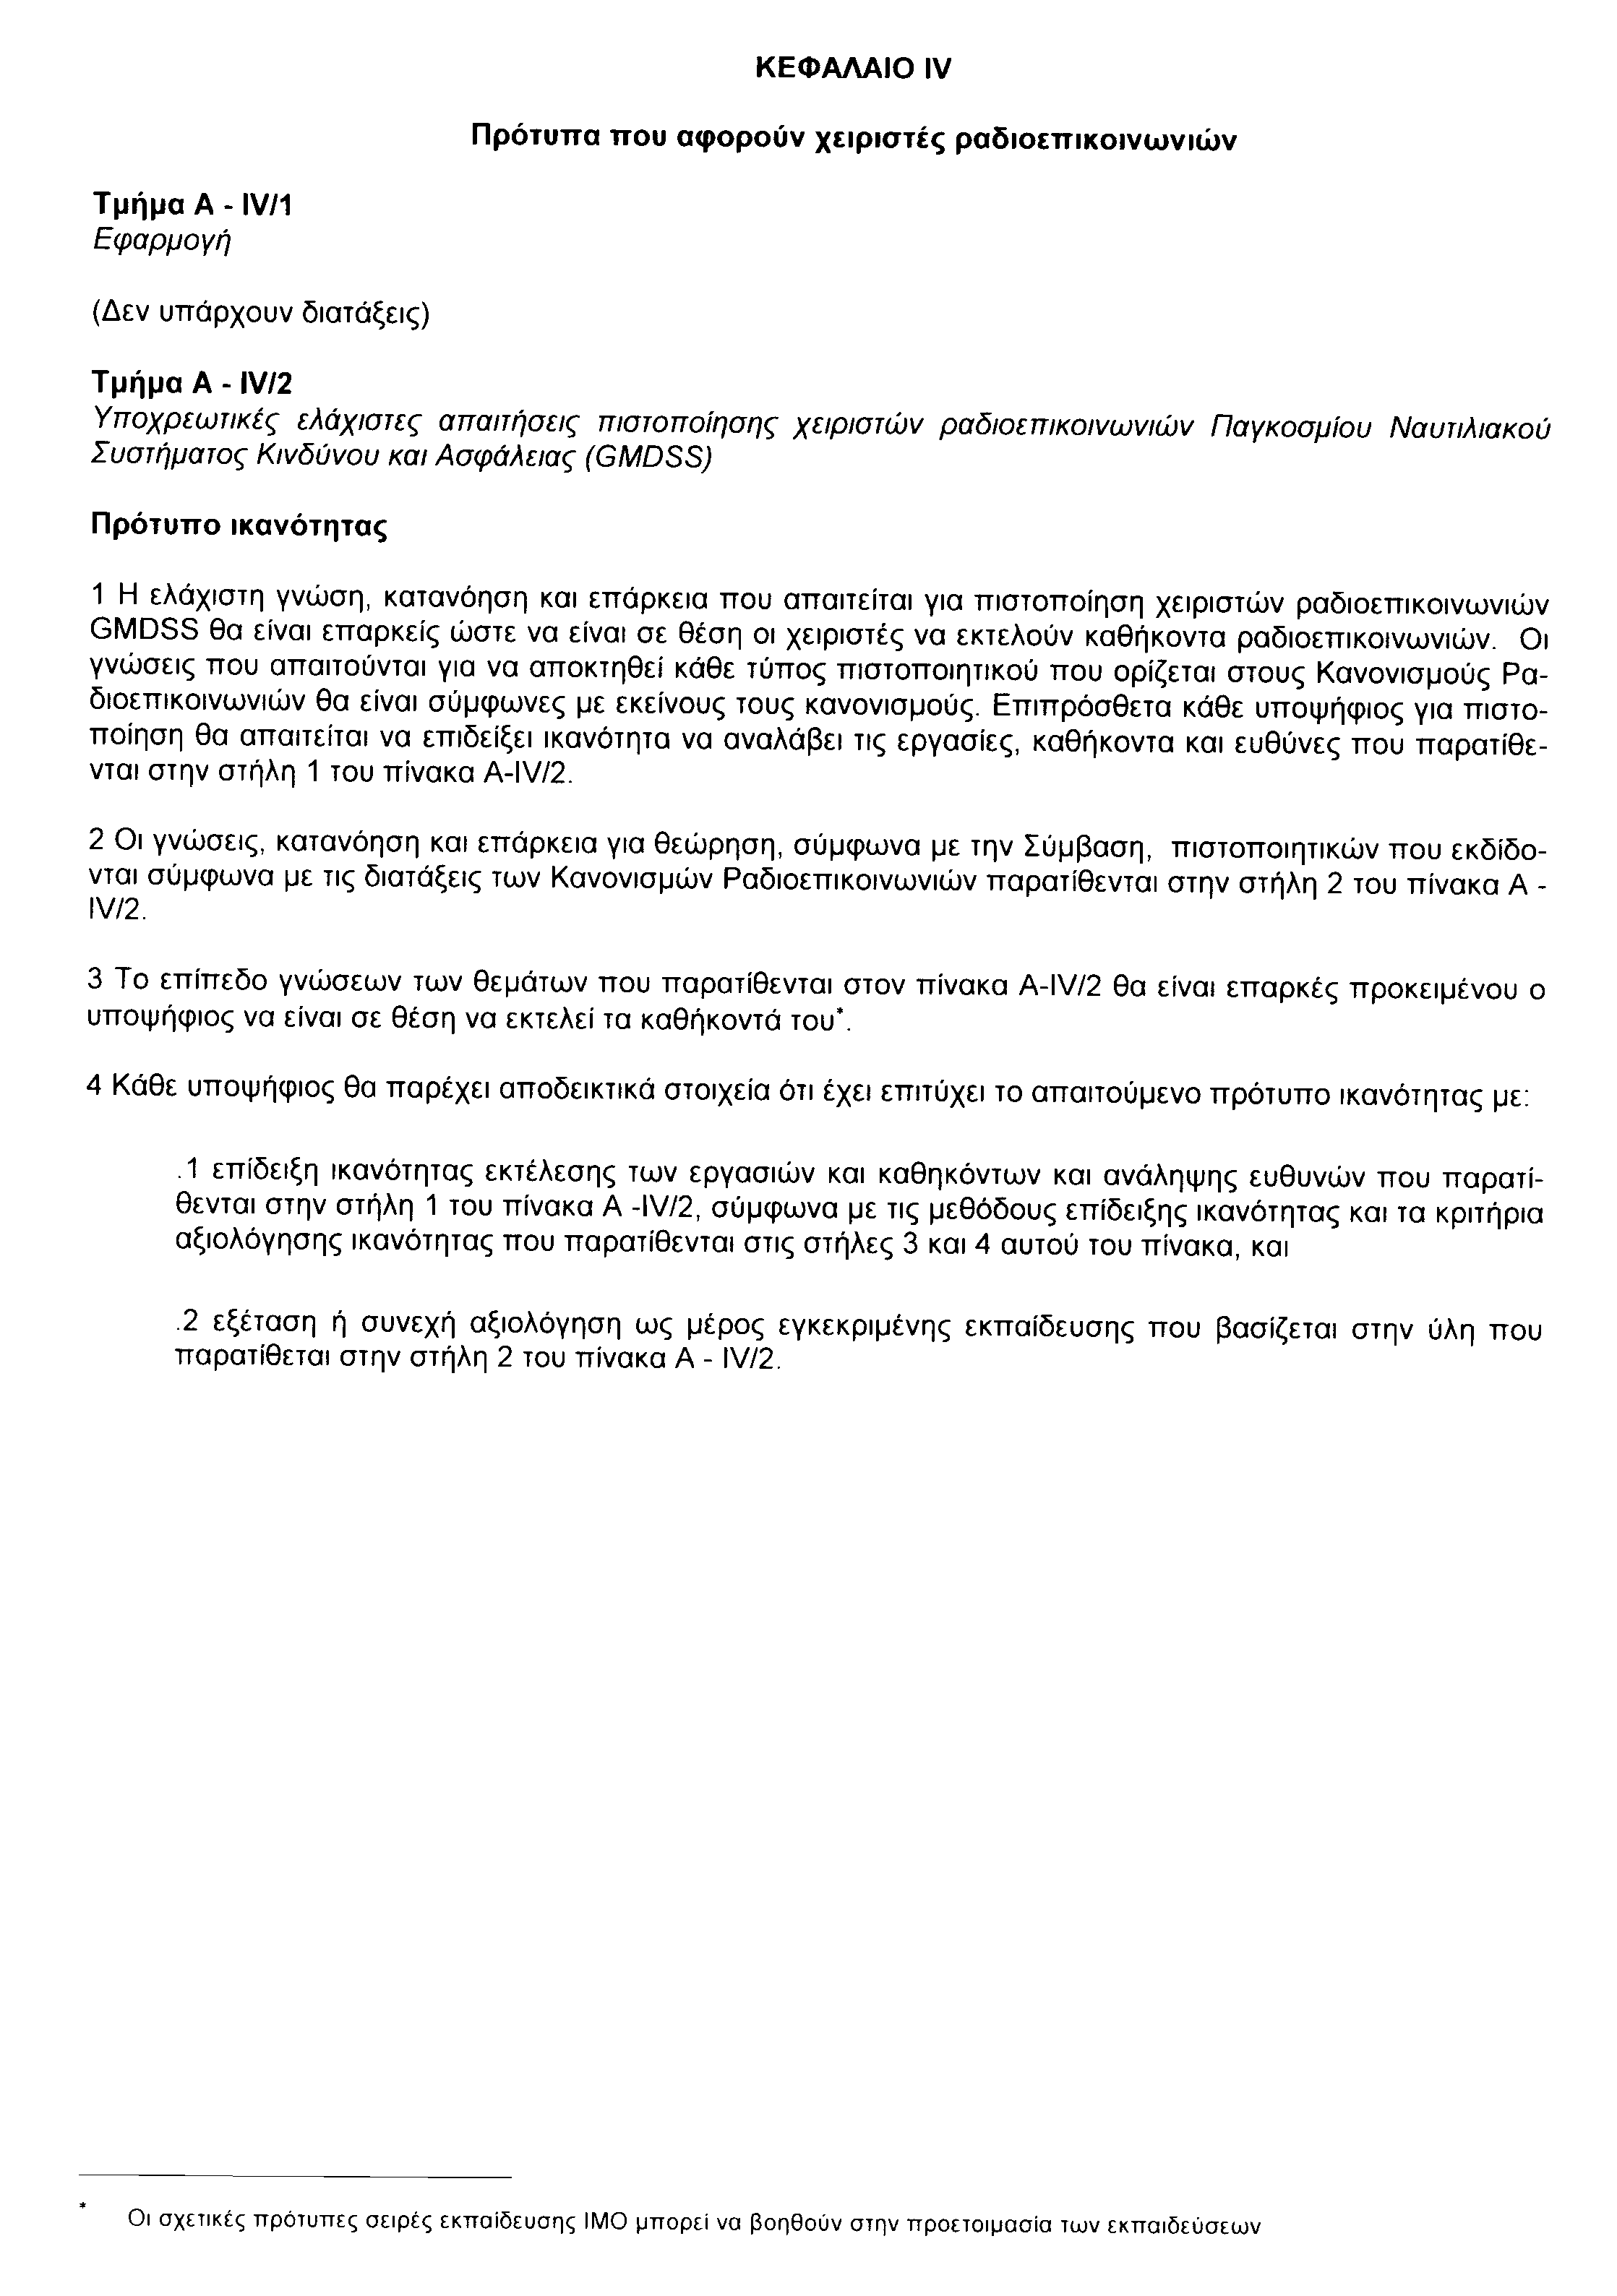 ΚΕΦΑΛΑΙΟ IV
Πρότυπα που αφορούν χειριστές ραδιοεπικοινωνιών
Τμήμα Α - IV/1
Εφαρμογή
(Δεν υπάρχουν διατάξεις)
Τμήμα Α - IV/2
Υποχρεωτικές ελάχιστες απαιτήσεις πιστοποίησης χειριστών ραδιοεπικοινωνιών Παγκοσμίου Ναυτιλιακού
Συστήματος Κινδύνου και Ασφάλειας (GMDSS)
Πρότυπο ικανότητας
1 Η ελάχιστη γνώση, κατανόηση και επάρκεια που απαιτείται για πιστοποίηση χειριστών ραδιοεπικοινωνιών
GMDSS θα είναι επαρκείς ώστε να είναι σε θέση οι χειριστές να εκτελούν καθήκοντα ραδιοεπικοινωνιών. Οι
γνώσεις που απαιτούνται για να αποκτηθεί κάθε τύπος πιστοποιητικού που ορίζεται στους Κανονισμούς Ρα-
διοεπικοινωνιών θα είναι σύμφωνες με εκείνους τους κανονισμούς. Επιπρόσθετα κάθε υποψήφιος για πιστο-
ποίηση θα απαιτείται να επιδείξει ικανότητα να αναλάβει τις εργασίες, καθήκοντα και ευθύνες που παρατίθε-
νται στην στήλη 1 του πίνακα Α-IV/2.
2 Οι γνώσεις, κατανόηση και επάρκεια για θεώρηση, σύμφωνα με την Σύμβαση, πιστοποιητικών που εκδίδο-
νται σύμφωνα με τις διατάξεις των Κανονισμών Ραδιοεπικοινωνιών παρατίθενται στην στήλη 2 του πίνακα Α -
IV/2.
3 Το επίπεδο γνώσεων των θεμάτων που παρατίθενται στον πίνακα Α-IV/2 θα είναι επαρκές προκειμένου ο
υποψήφιος να είναι σε θέση να εκτελεί τα καθήκοντά του*.
4 Κάθε υποψήφιος θα παρέχει αποδεικτικά στοιχεία ότι έχει επιτύχει το απαιτούμενο πρότυπο ικανότητας με:
.1 επίδειξη ικανότητας εκτέλεσης των εργασιών και καθηκόντων και ανάληψης ευθυνών που παρατί-
θενται στην στήλη 1 του πίνακα Α -IV/2, σύμφωνα με τις μεθόδους επίδειξης ικανότητας και τα κριτήρια
αξιολόγησης ικανότητας που παρατίθενται στις στήλες 3 και 4 αυτού του πίνακα, και
.2 εξέταση ή συνεχή αξιολόγηση ως μέρος εγκεκριμένης εκπαίδευσης που βασίζεται στην ύλη που
παρατίθεται στην στήλη 2 του πίνακα Α - IV/2.
* Οι σχετικές πρότυπες σειρές εκπαίδευσης ΙΜΟ μπορεί να βοηθούν στην προετοιμασία των εκπαιδεύσεων